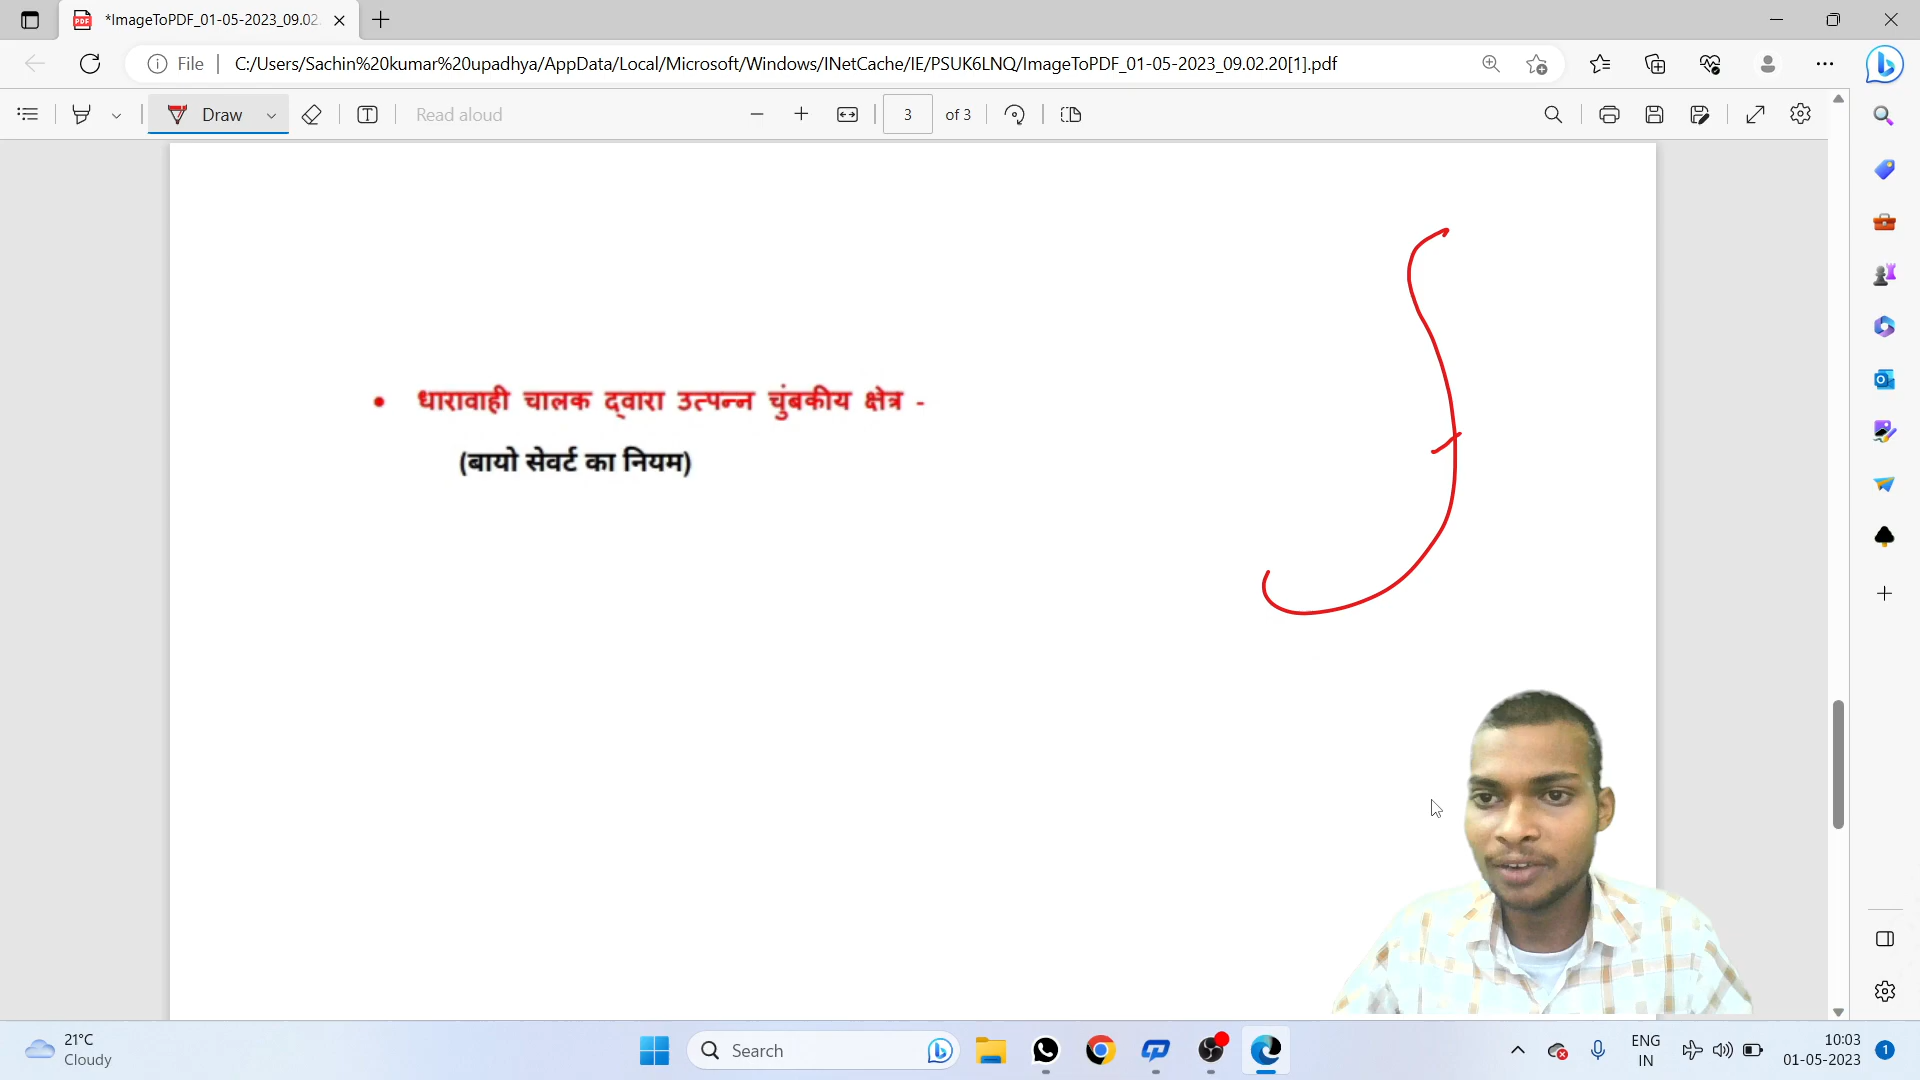 *ImageToPDF_01-05-2023_09.02
File
C:/Users/Sachin%20kumar%20upadhya/AppData/Local/Microsoft/Windows/INetCache/IE/PSUK6LNQ/ImageToPDF_01-05-2023_09.02.20[1].pdf
Draw
Read aloud
3 of 3
• धारावाही चालक द्वारा उत्पन्न चुंबकीय क्षेत्र -
(बायो सेवर्ट का नियम)
21°C
Cloudy
Search
ENG
IN
10:03
01-05-2023
1